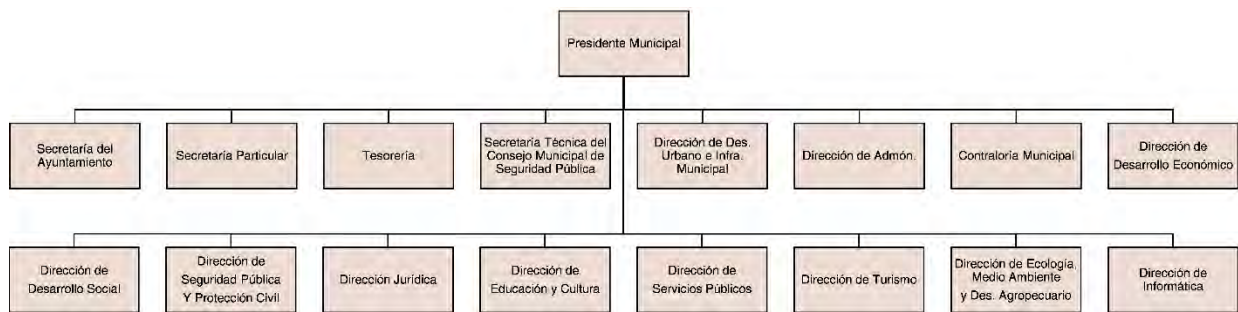 Presidente Municipal
Secretaría del
Ayuntamiento
Secretaría Particular
Tesorería
Secretaría Técnica del
Consejo Municipal de
Seguridad Pública
Dirección de Des.
Urbano e Infra.
Municipal
Dirección de Admón.
Contraloría Municipal
Dirección de
Desarrollo Económico
Dirección de
Desarrollo Social
Dirección de
Seguridad Pública
Y Protección Civil
Dirección Jurídica
Dirección de
Educación y Cultura
Dirección de
Servicios Públicos
Dirección de Turismo
Dirección de Ecología,
Medio Ambiente
y Des. Agropecuario
Dirección de
Informática